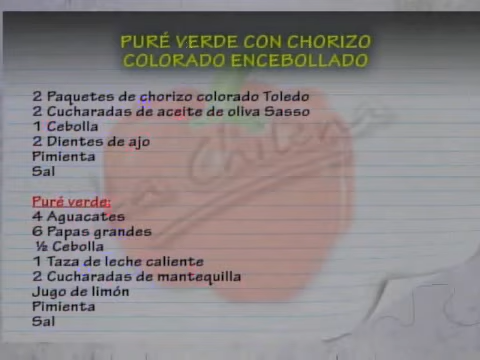 PURÉ VERDE CON CHORIZO
COLORADO ENCEBOLLADO
2 Paquetes de chorizo colorado Toledo
2 Cucharadas de aceite de oliva Sasso
1 Cebolla
2 Dientes de ajo
Pimienta
Sal
Puré verde:
4 Aguacates
6 Papas grandes
½ Cebolla
1 Taza de leche caliente
2 Cucharadas de mantequilla
Jugo de limón
Pimienta
Sal
La Chilena